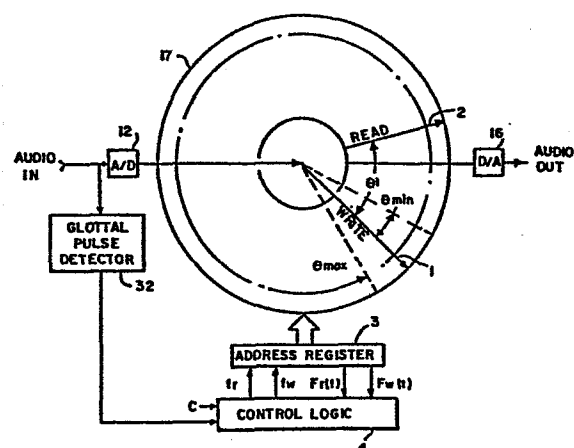 17
2
READ
12
A/D
16
D/A
AUDIO
IN
AUDIO
OUT
θi
θmin
WRITE
θmax
1
GLOTTAL
PULSE
DETECTOR
32
3
ADDRESS REGISTER
fr
fw
Fr(t)
Fw(t)
C
CONTROL LOGIC
4